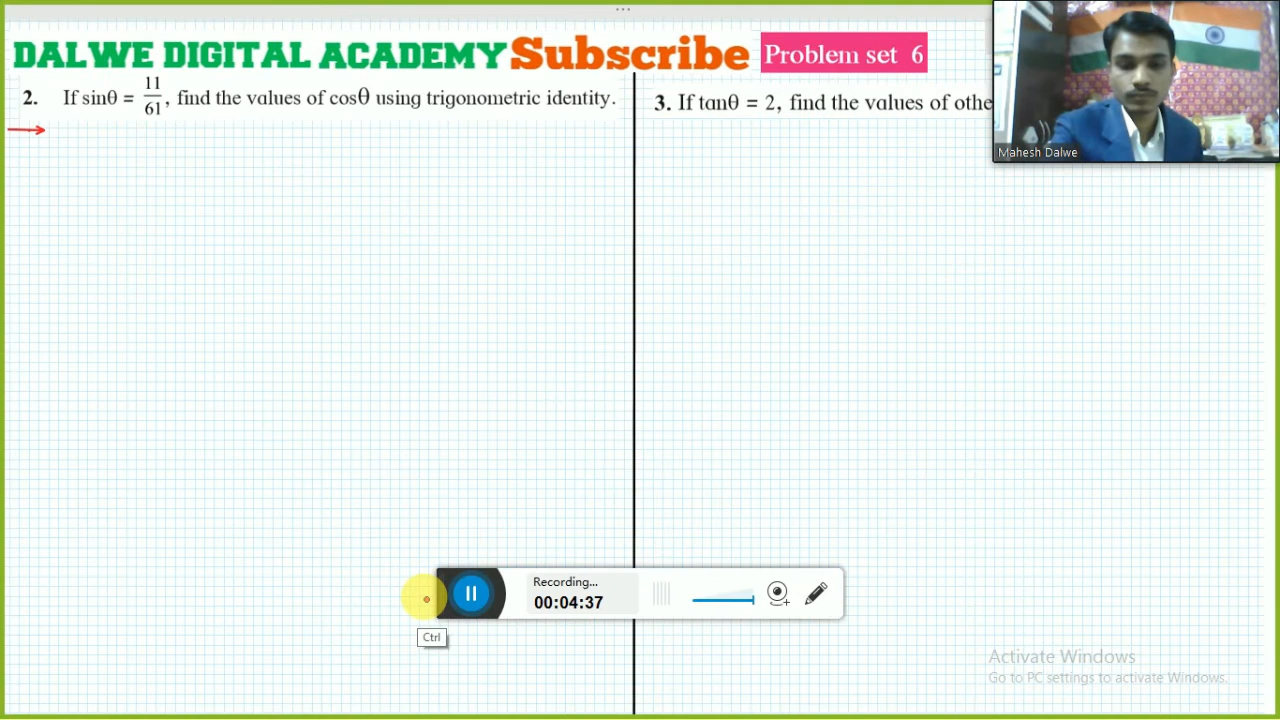 DALWE DIGITAL ACADEMY Subscribe Problem set 6
2. If sinθ = 11/61, find the values of cosθ using trigonometric identity.
3. If tanθ = 2, find the values of othe
Mahesh Dalwe
Recording...
00:04:37
Ctrl
Activate Windows
Go to PC settings to activate Windows.